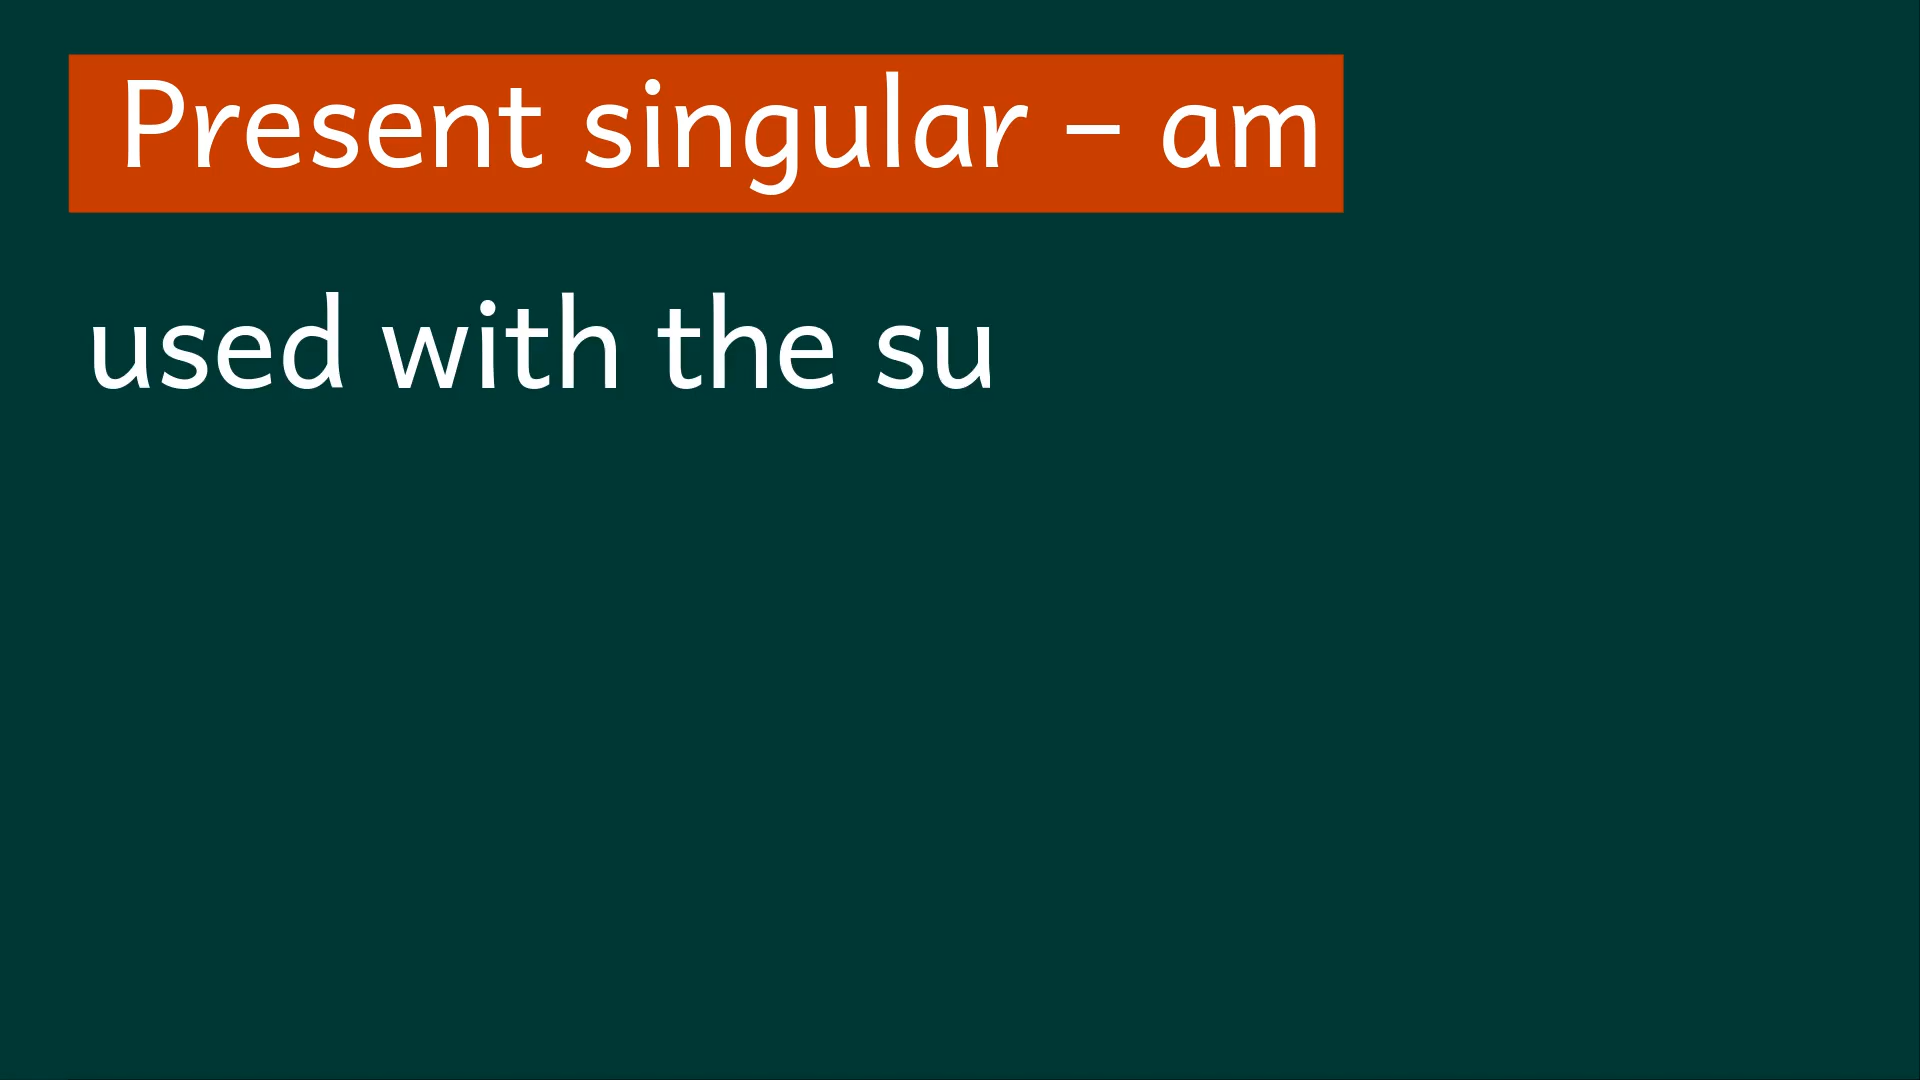 Present singular – am
used with the su